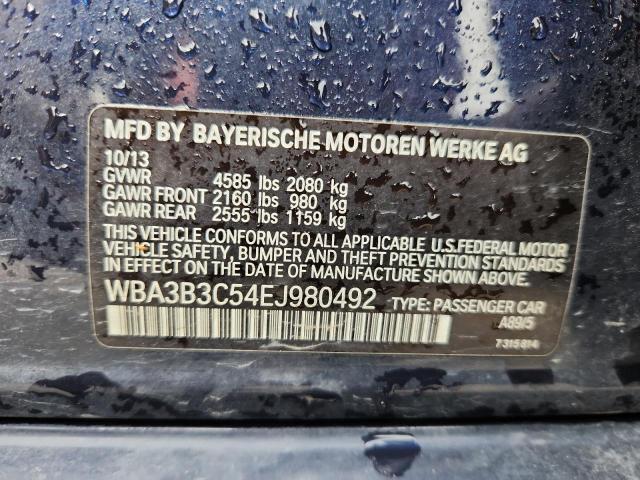 MFD BY BAYERISCHE MOTOREN WERKE AG
10/13
GVWR 4585 lbs 2080 kg
GAWR FRONT 2160 lbs 980 kg
GAWR REAR 2555 lbs 1159 kg
THIS VEHICLE CONFORMS TO ALL APPLICABLE U.S.FEDERAL MOTOR
VEHICLE SAFETY, BUMPER AND THEFT PREVENTION STANDARDS
IN EFFECT ON THE DATE OF MANUFACTURE SHOWN ABOVE.
WBA3B3C54EJ980492 TYPE: PASSENGER CAR
A89/5
7315814